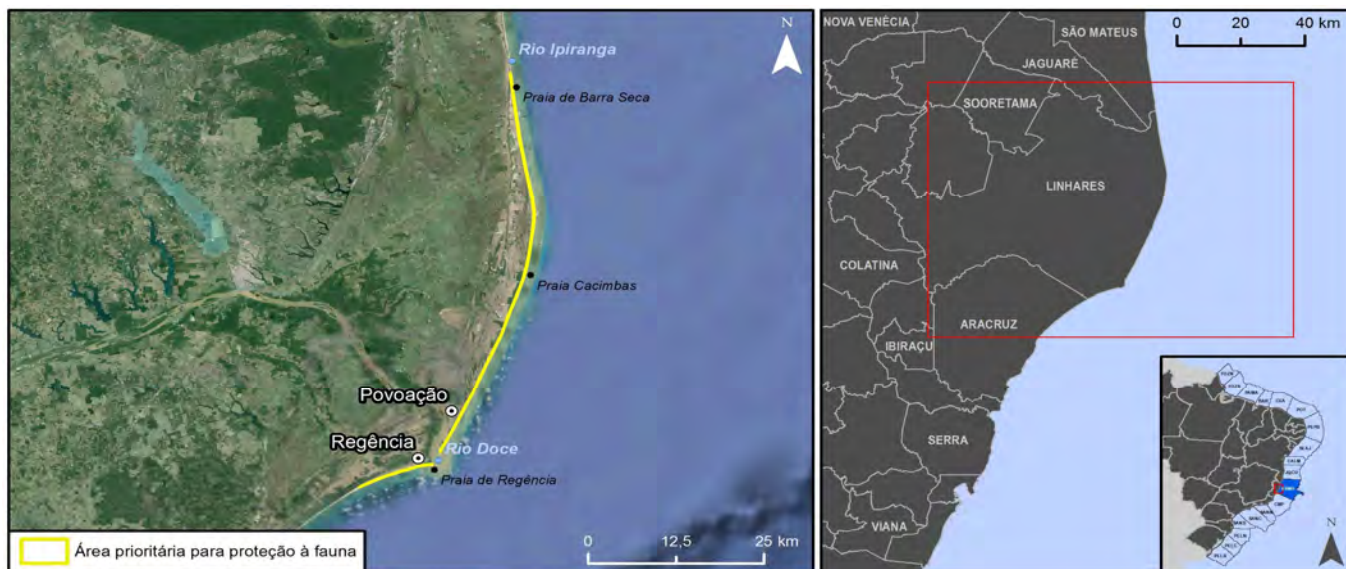 N
Rio Ipiranga
Praia de Barra Seca
Praia Cacimbas
Povoação
Regência
Rio Doce
Praia de Regência
Área prioritária para proteção à fauna
0 12,5 25 km
NOVA VENÉCIA
SÃO MATEUS
0 20 40 km
JAGUARÉ
SOORETAMA
LINHARES
COLATINA
ARACRUZ
IBIRAÇU
SERRA
VIANA
N